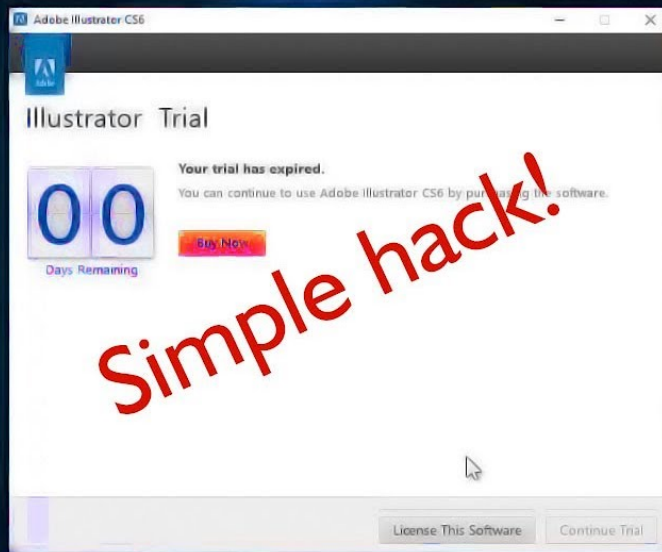 Adobe Illustrator CS6
Adobe
Illustrator Trial
Your trial has expired.
You can continue to use Adobe Illustrator CS6 by purchasing the software.
00
Buy Now
Days Remaining
Simple hack!
License This Software
Continue Trial